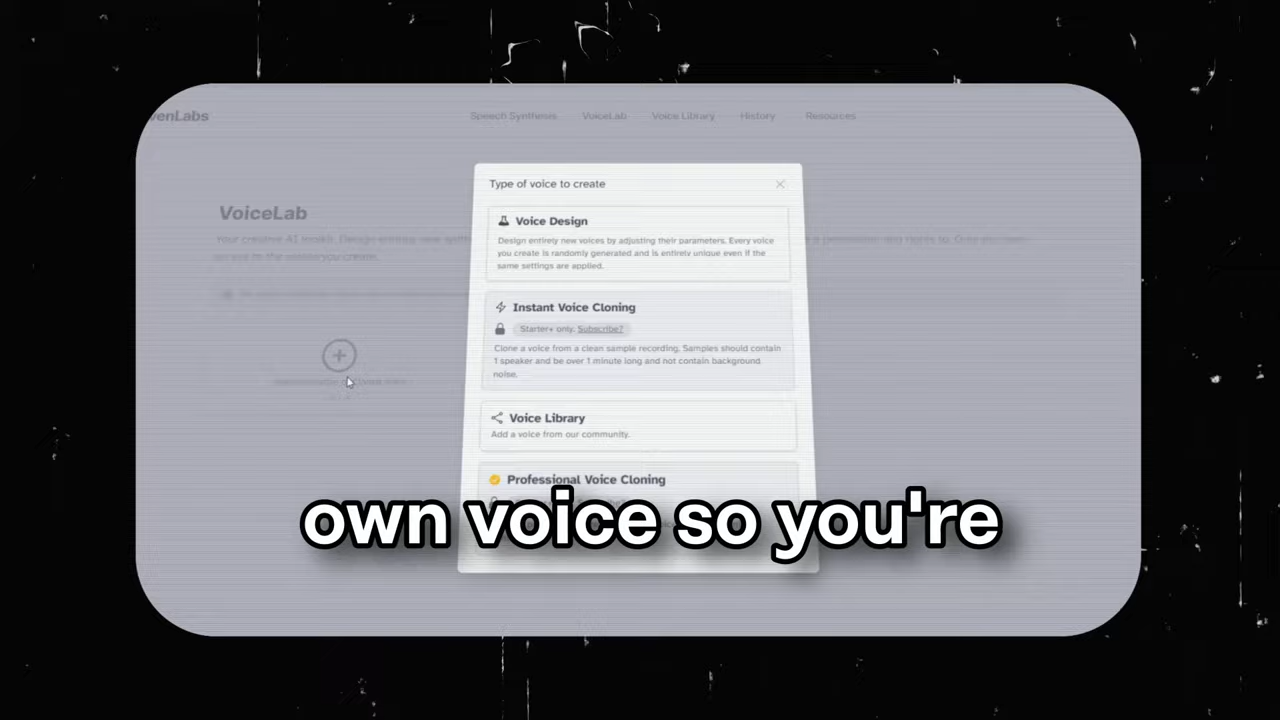 venLabs
Speech Synthesis VoiceLab Voice Library History Resources
Type of voice to create
VoiceLab
Voice Design
Design entirely new voices by adjusting their parameters. Every voice
you create is randomly generated and is entirely unique even if the
same settings are applied.
Instant Voice Cloning
Starter+ only. Subscribe?
Clone a voice from a clean sample recording. Samples should contain
1 speaker and be over 1 minute long and not contain background
noise.
Voice Library
Add a voice from our community.
Professional Voice Cloning
own voice so you're